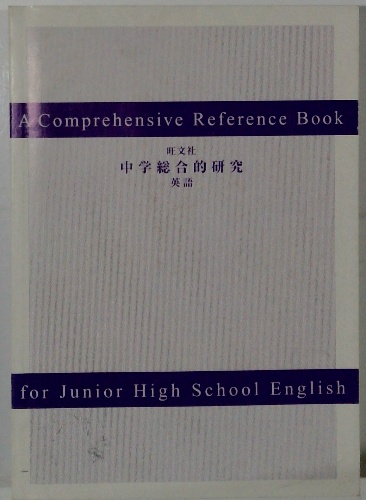 A Comprehensive Reference Book
旺文社
中学総合的研究
英語
for Junior High School English